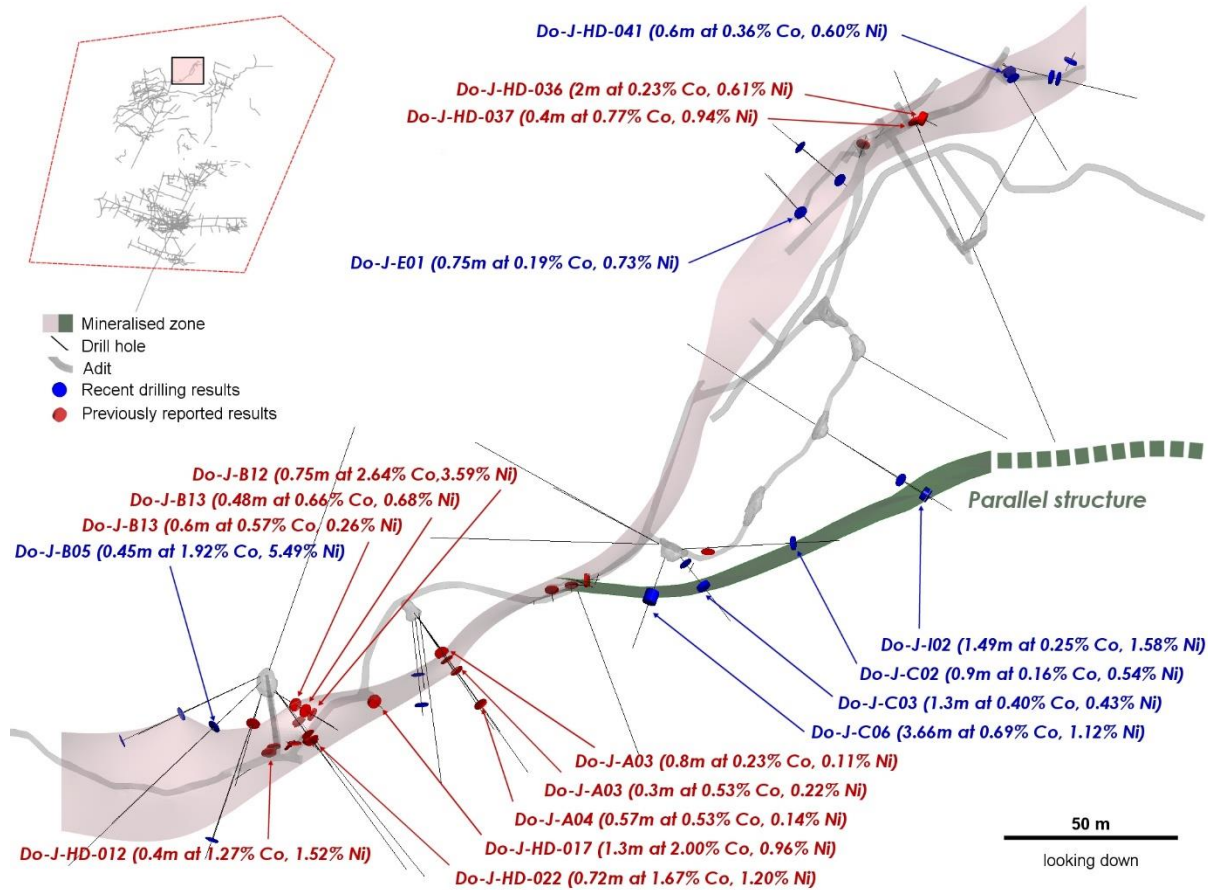 Do-J-HD-041 (0.6m at 0.36% Co, 0.60% Ni)
Do-J-HD-036 (2m at 0.23% Co, 0.61% Ni)
Do-J-HD-037 (0.4m at 0.77% Co, 0.94% Ni)
Do-J-E01 (0.75m at 0.19% Co, 0.73% Ni)
Mineralised zone
Drill hole
Adit
Recent drilling results
Previously reported results
Do-J-B12 (0.75m at 2.64% Co,3.59% Ni)
Do-J-B13 (0.48m at 0.66% Co, 0.68% Ni)
Do-J-B13 (0.6m at 0.57% Co, 0.26% Ni)
Do-J-B05 (0.45m at 1.92% Co, 5.49% Ni)
Parallel structure
Do-J-I02 (1.49m at 0.25% Co, 1.58% Ni)
Do-J-C02 (0.9m at 0.16% Co, 0.54% Ni)
Do-J-C03 (1.3m at 0.40% Co, 0.43% Ni)
Do-J-C06 (3.66m at 0.69% Co, 1.12% Ni)
Do-J-A03 (0.8m at 0.23% Co, 0.11% Ni)
Do-J-A03 (0.3m at 0.53% Co, 0.22% Ni)
Do-J-A04 (0.57m at 0.53% Co, 0.14% Ni)
Do-J-HD-017 (1.3m at 2.00% Co, 0.96% Ni)
Do-J-HD-012 (0.4m at 1.27% Co, 1.52% Ni)
Do-J-HD-022 (0.72m at 1.67% Co, 1.20% Ni)
50 m
looking down